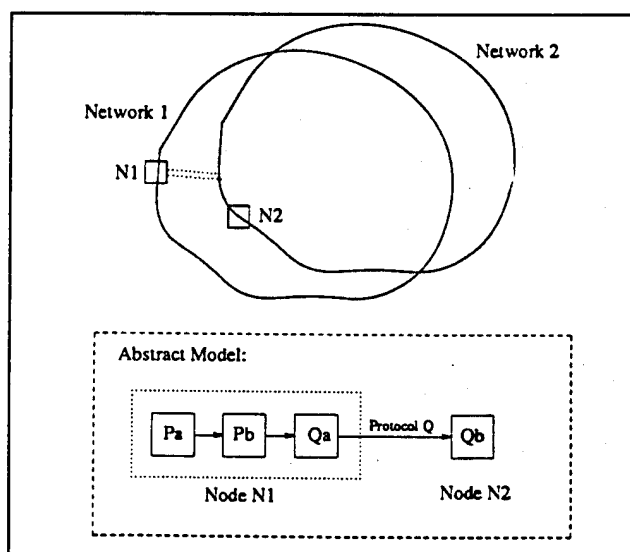 Network 2
Network 1
N1
N2
Abstract Model:
Pa
Pb
Qa
Protocol Q
Qb
Node N1
Node N2